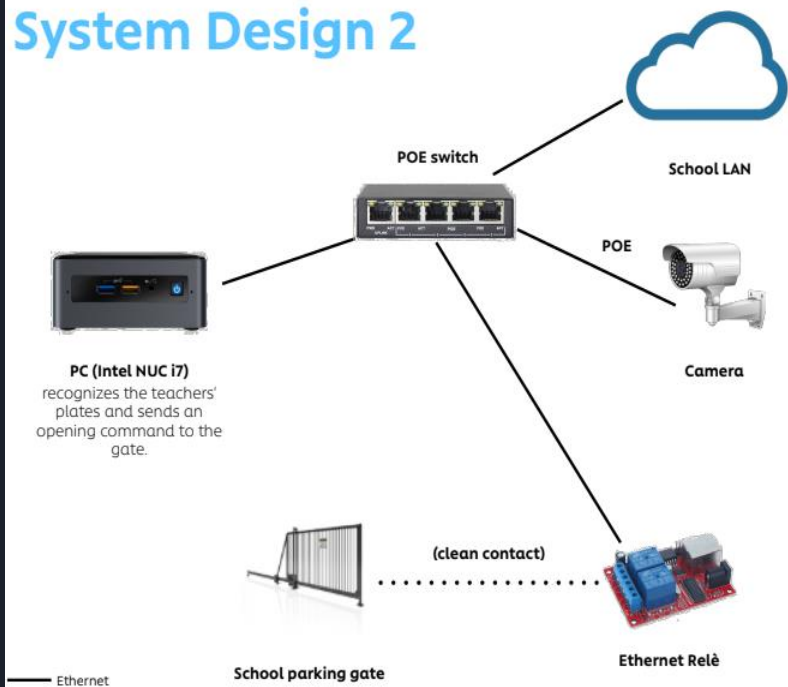 System Design 2
POE switch
School LAN
POE
Camera
PC (Intel NUC i7)
recognizes the teachers'
plates and sends an
opening command to the
gate.
(clean contact)
School parking gate
Ethernet Relè
Ethernet